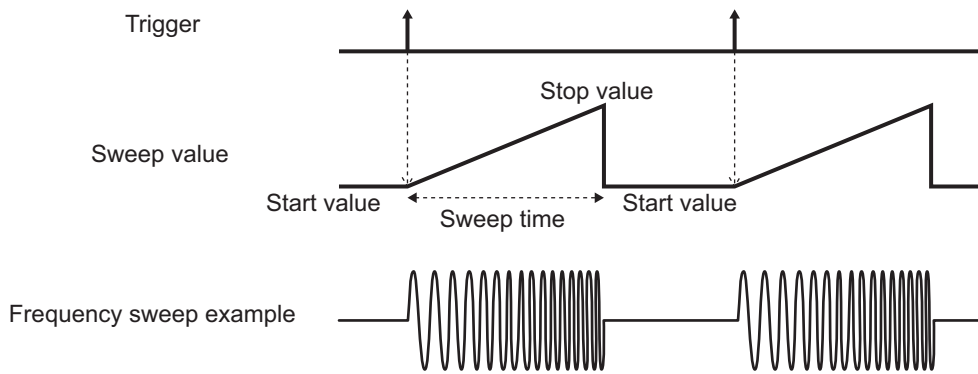 Trigger
Stop value
Sweep value
Start value
Sweep time
Start value
Frequency sweep example